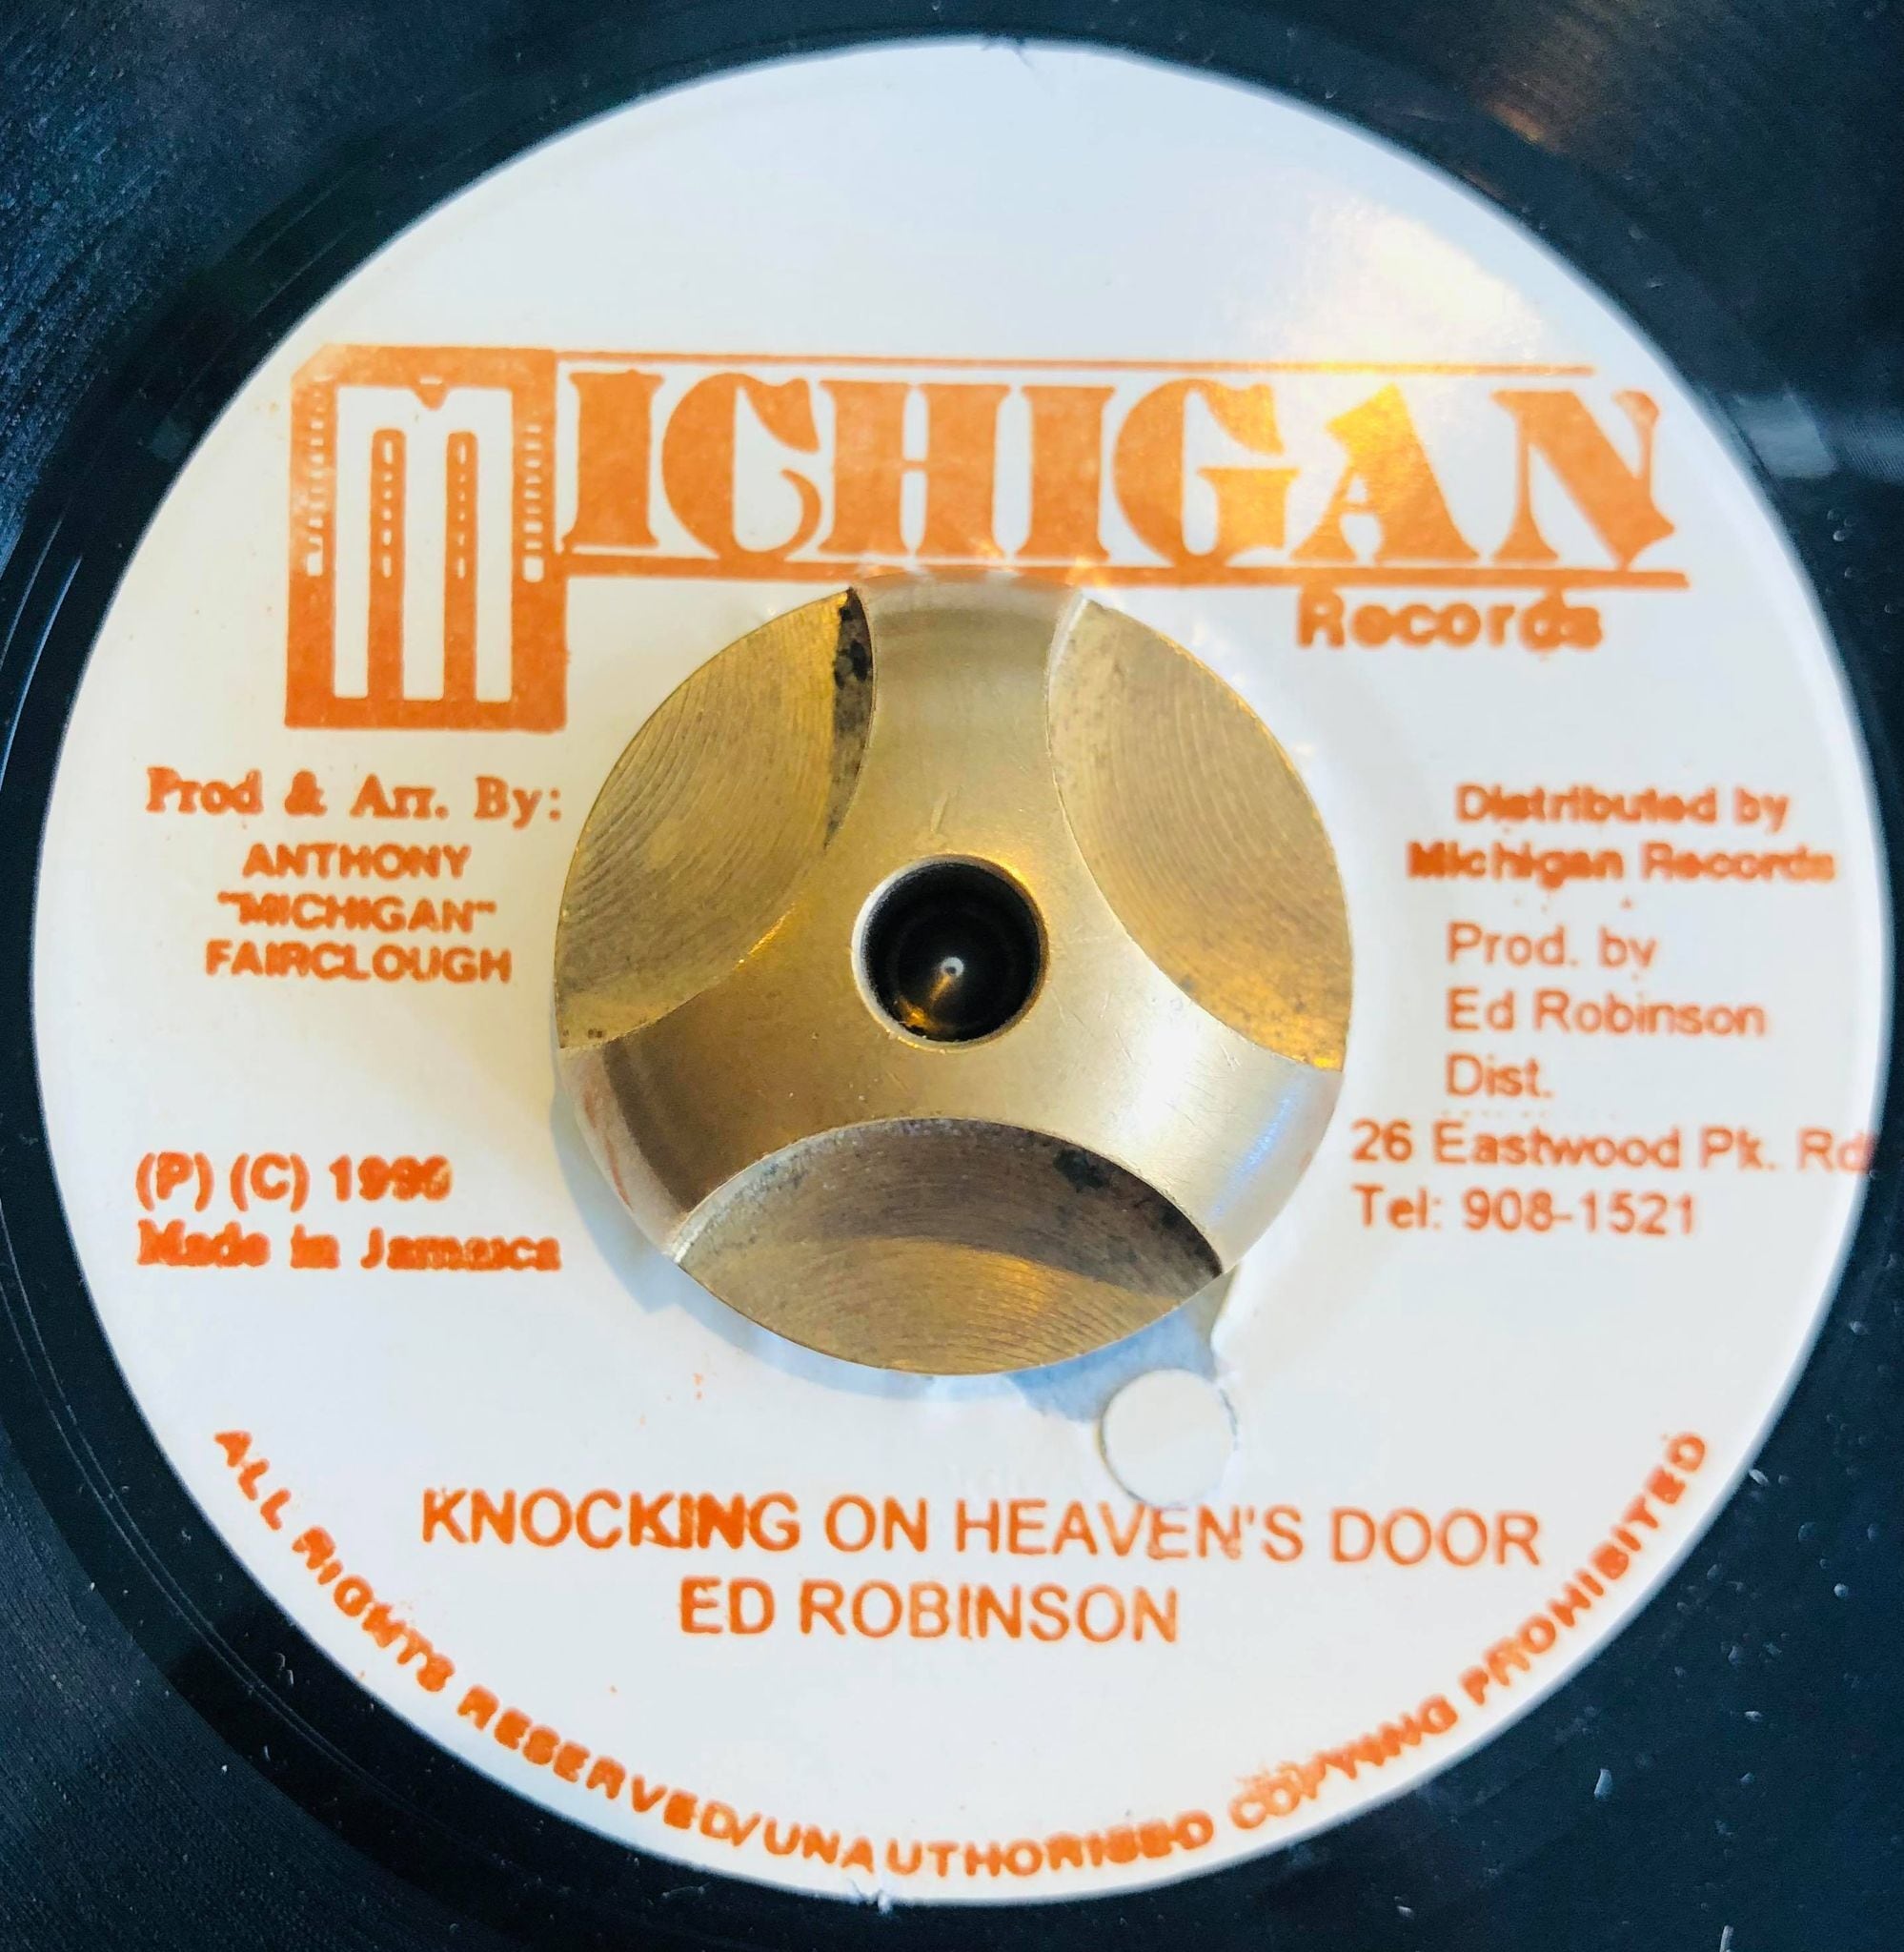 MICHIGAN
Records
Prod & Arr. By:
ANTHONY
"MICHIGAN"
FAIRCLOUGH
(P) (C)
Made in Jamaica
Distributed by
Michigan Records
Prod. by
Ed Robinson
Dist.
26 Eastwood Pk. Rd
Tel: 908-1521
KNOCKING ON HEAVEN'S DOOR
ED ROBINSON
ALL RIGHTS RESERVED/UNAUTHORISED COPYING PROHIBITED